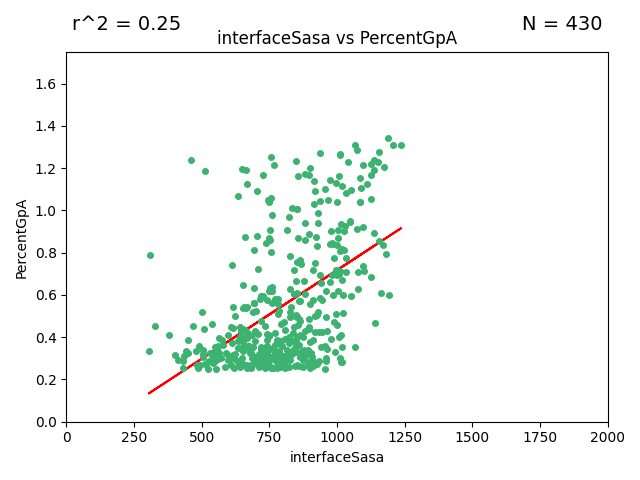 r^2 = 0.25
N = 430
interfaceSasa vs PercentGpA
PercentGpA
1.6
1.4
1.2
1.0
0.8
0.6
0.4
0.2
0.0
0 250 500 750 1000 1250 1500 1750 2000
interfaceSasa